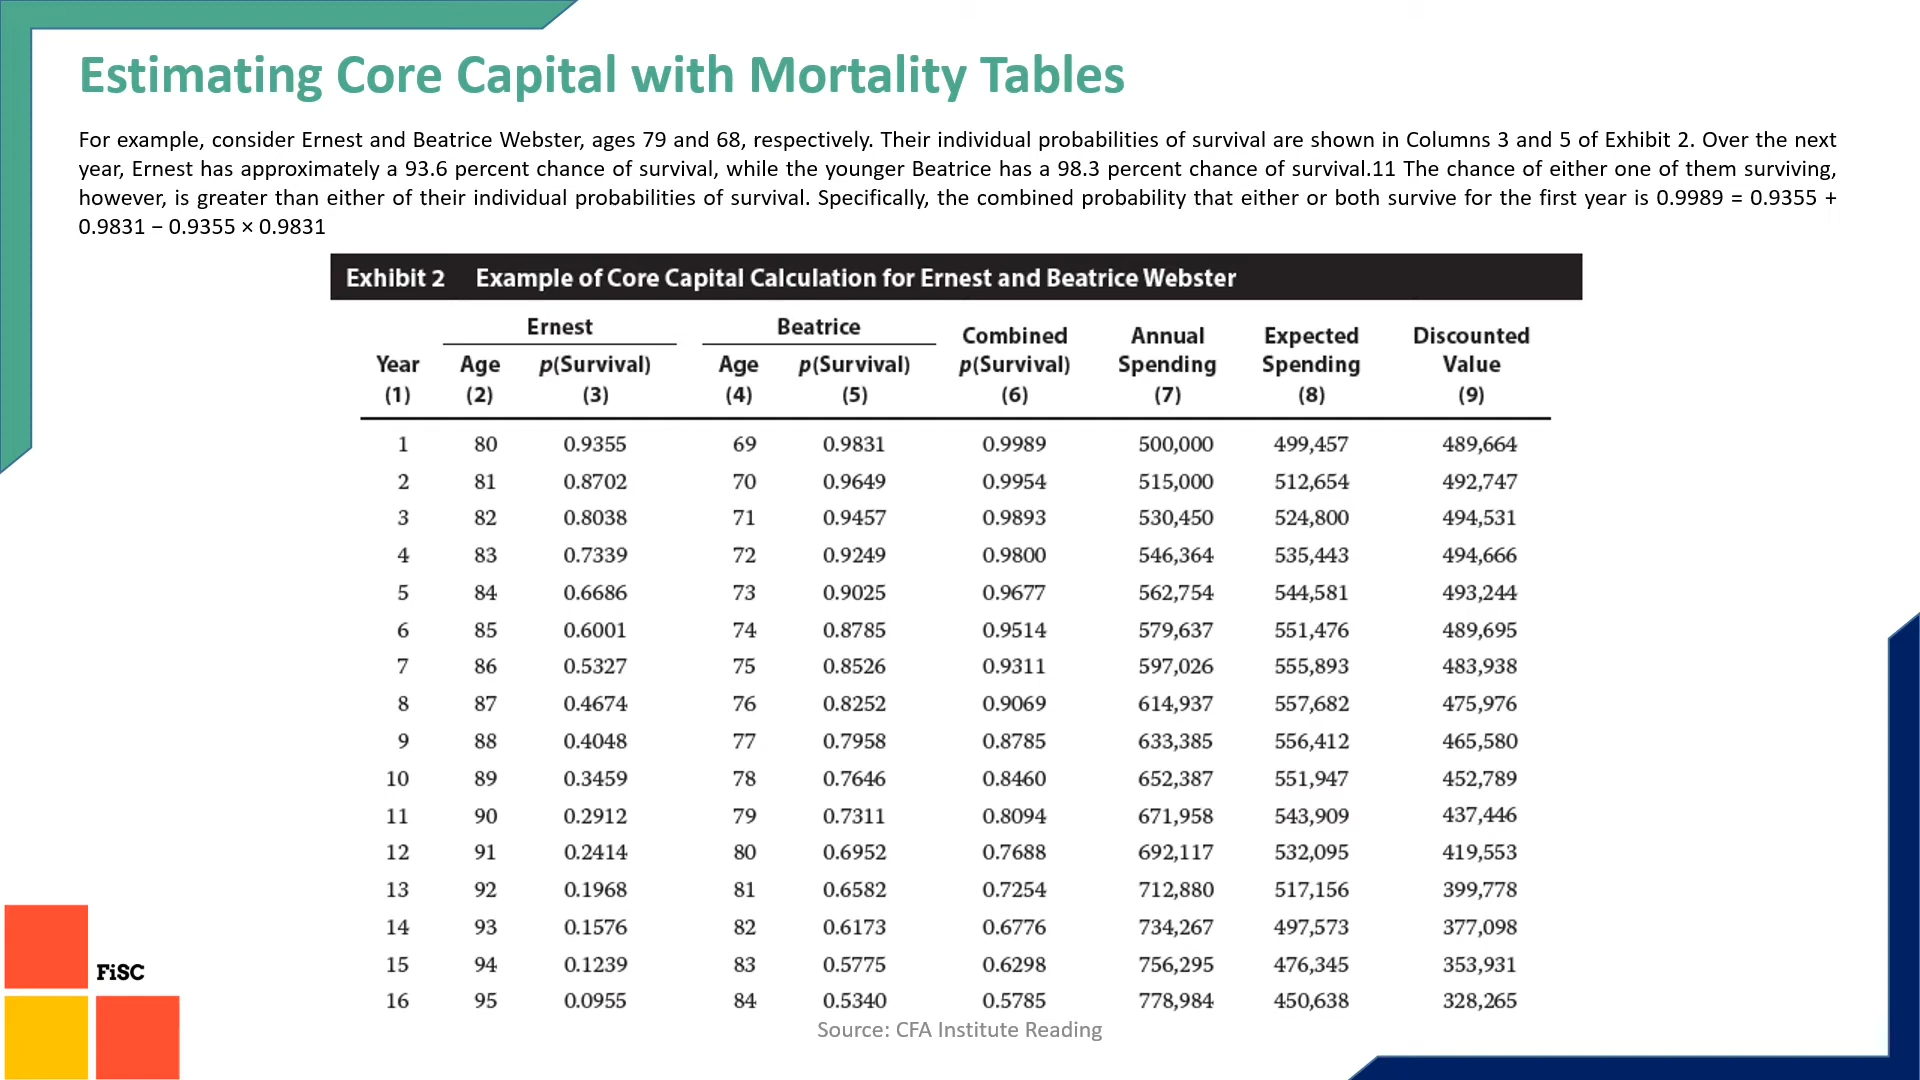 Estimating Core Capital with Mortality Tables
For example, consider Ernest and Beatrice Webster, ages 79 and 68, respectively. Their individual probabilities of survival are shown in Columns 3 and 5 of Exhibit 2. Over the next
year, Ernest has approximately a 93.6 percent chance of survival, while the younger Beatrice has a 98.3 percent chance of survival.11 The chance of either one of them surviving,
however, is greater than either of their individual probabilities of survival. Specifically, the combined probability that either or both survive for the first year is 0.9989 = 0.9355 +
0.9831 − 0.9355 × 0.9831
Exhibit 2 Example of Core Capital Calculation for Ernest and Beatrice Webster
Ernest Beatrice Combined Annual Expected Discounted
Year Age p(Survival) Age p(Survival) p(Survival) Spending Spending Value
(1) (2) (3) (4) (5) (6) (7) (8) (9)
1 80 0.9355 69 0.9831 0.9989 500,000 499,457 489,664
2 81 0.8702 70 0.9649 0.9954 515,000 512,654 492,747
3 82 0.8038 71 0.9457 0.9893 530,450 524,800 494,531
4 83 0.7339 72 0.9249 0.9800 546,364 535,443 494,666
5 84 0.6686 73 0.9025 0.9677 562,754 544,581 493,244
6 85 0.6001 74 0.8785 0.9514 579,637 551,476 489,695
7 86 0.5327 75 0.8526 0.9311 597,026 555,893 483,938
8 87 0.4674 76 0.8252 0.9069 614,937 557,682 475,976
9 88 0.4048 77 0.7958 0.8785 633,385 556,412 465,580
10 89 0.3459 78 0.7646 0.8460 652,387 551,947 452,789
11 90 0.2912 79 0.7311 0.8094 671,958 543,909 437,446
12 91 0.2414 80 0.6952 0.7688 692,117 532,095 419,553
13 92 0.1968 81 0.6582 0.7254 712,880 517,156 399,778
14 93 0.1576 82 0.6173 0.6776 734,267 497,573 377,098
15 94 0.1239 83 0.5775 0.6298 756,295 476,345 353,931
16 95 0.0955 84 0.5340 0.5785 778,984 450,638 328,265
FiSC
Source: CFA Institute Reading